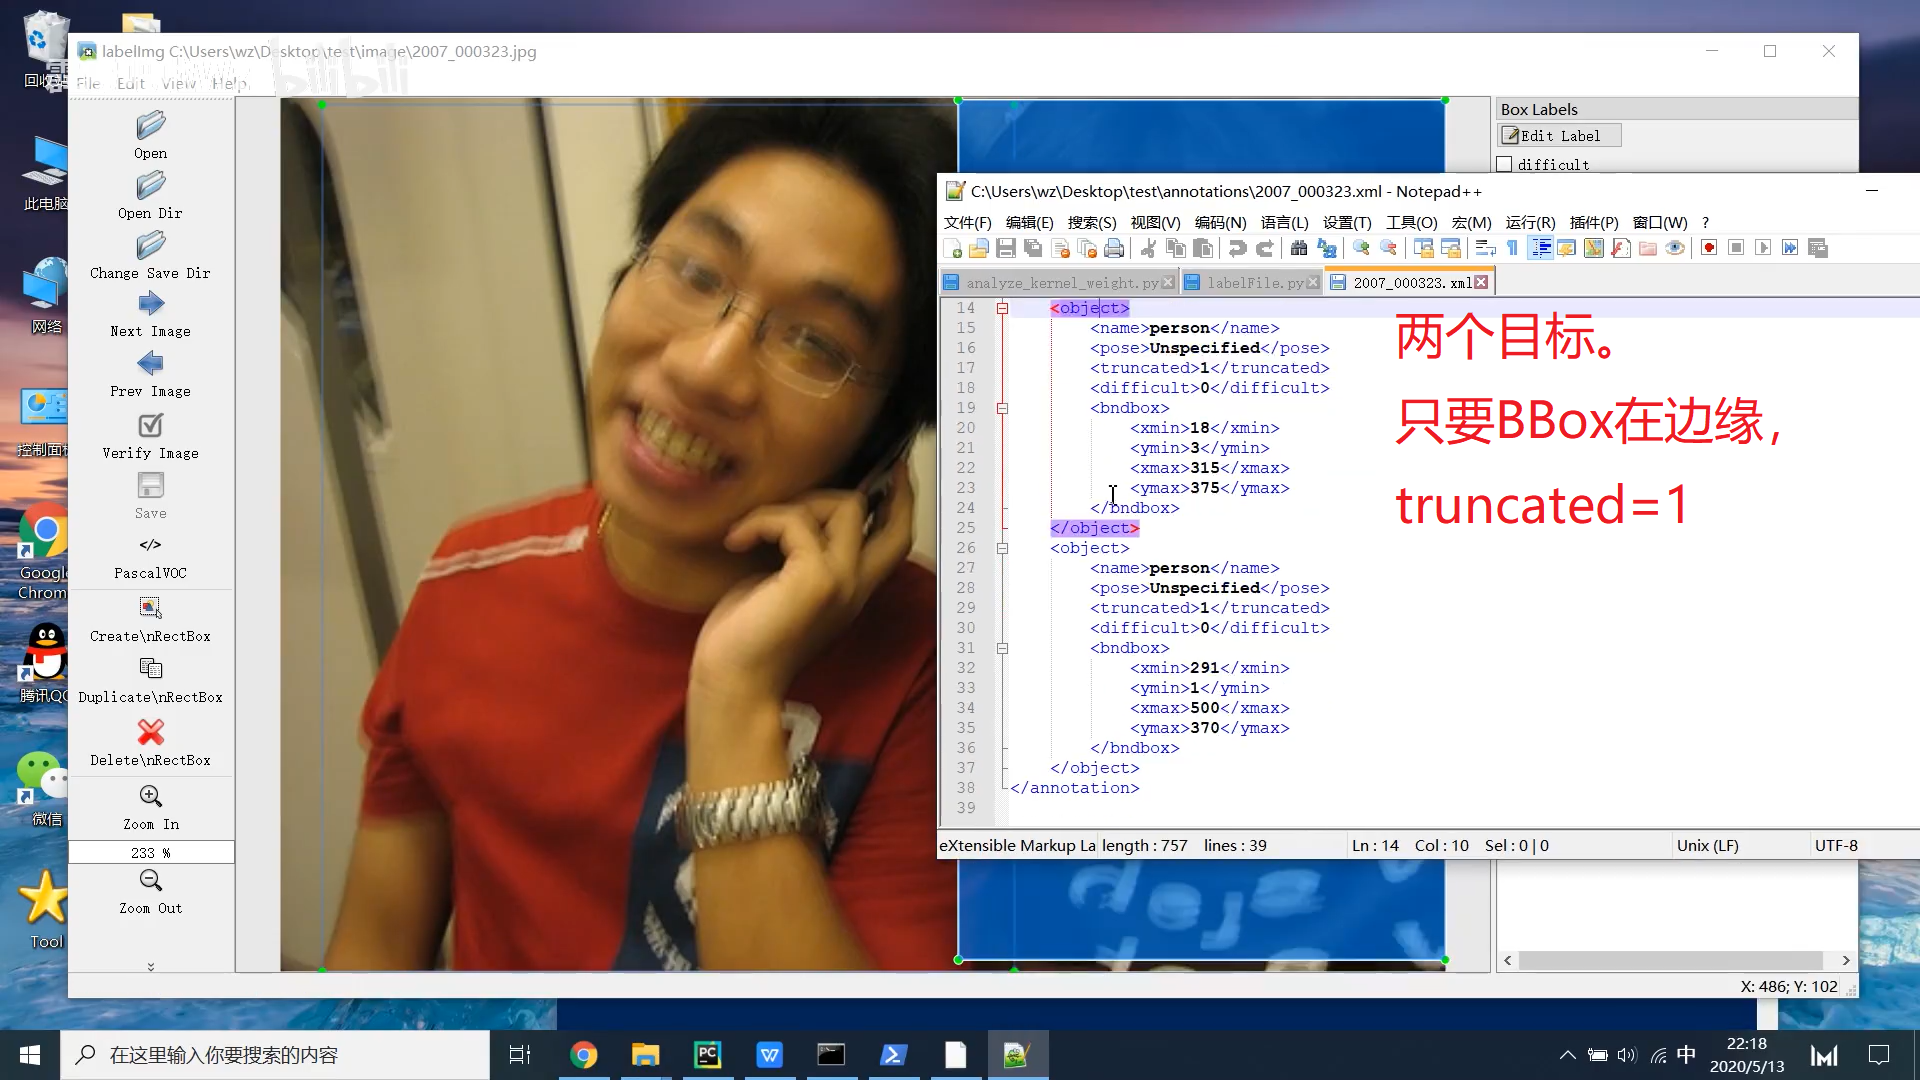 回收站
此电脑
网络
控制面板
Google
Chrom
腾讯QQ
微信
Tool
labelImg C:\Users\wz\Desktop\test\image\2007_000323.jpg
bilibili
File Edit View Help
Open
Open Dir
Change Save Dir
Next Image
Prev Image
Verify Image
Save
</>
PascalVOC
Create\nRectBox
Duplicate\nRectBox
Delete\nRectBox
Zoom In
233 %
Zoom Out
Box Labels
Edit Label
difficult
C:\Users\wz\Desktop\test\annotations\2007_000323.xml - Notepad++
文件(F) 编辑(E) 搜索(S) 视图(V) 编码(N) 语言(L) 设置(T) 工具(O) 宏(M) 运行(R) 插件(P) 窗口(W) ?
analyze_kernel_weight.py labelFile.py 2007_000323.xml
14 <object>
15 <name>person</name>
16 <pose>Unspecified</pose>
17 <truncated>1</truncated>
18 <difficult>0</difficult>
19 <bndbox>
20 <xmin>18</xmin>
21 <ymin>3</ymin>
22 <xmax>315</xmax>
23 <ymax>375</ymax>
24 </bndbox>
25 </object>
26 <object>
27 <name>person</name>
28 <pose>Unspecified</pose>
29 <truncated>1</truncated>
30 <difficult>0</difficult>
31 <bndbox>
32 <xmin>291</xmin>
33 <ymin>1</ymin>
34 <xmax>500</xmax>
35 <ymax>370</ymax>
36 </bndbox>
37 </object>
38 </annotation>
39
两个目标。
只要BBox在边缘，
truncated=1
eXtensible Markup La length : 757 lines : 39 Ln : 14 Col : 10 Sel : 0 | 0 Unix (LF) UTF-8
X: 486; Y: 102
在这里输入你要搜索的内容
中
22:18
2020/5/13